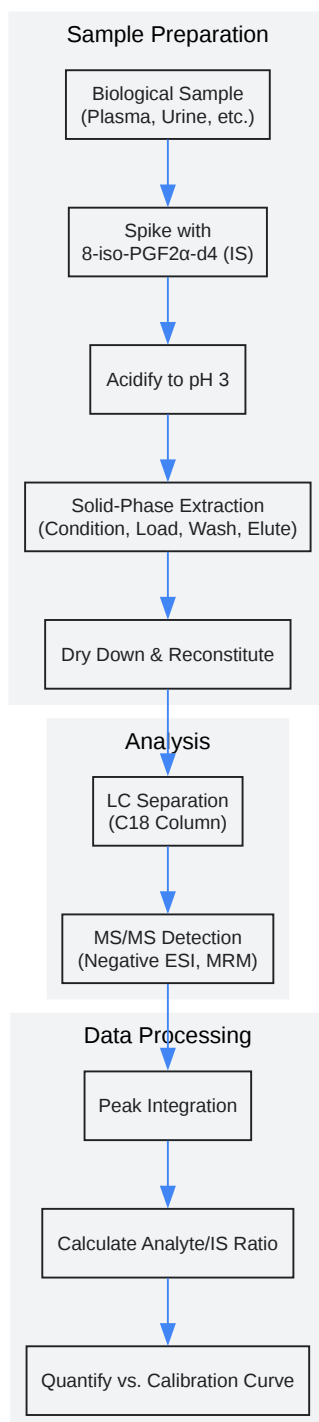 Sample Preparation
Biological Sample
(Plasma, Urine, etc.)
Spike with
8-iso-PGF2α-d4 (IS)
Acidify to pH 3
Solid-Phase Extraction
(Condition, Load, Wash, Elute)
Dry Down & Reconstitute
Analysis
LC Separation
(C18 Column)
MS/MS Detection
(Negative ESI, MRM)
Data Processing
Peak Integration
Calculate Analyte/IS Ratio
Quantify vs. Calibration Curve